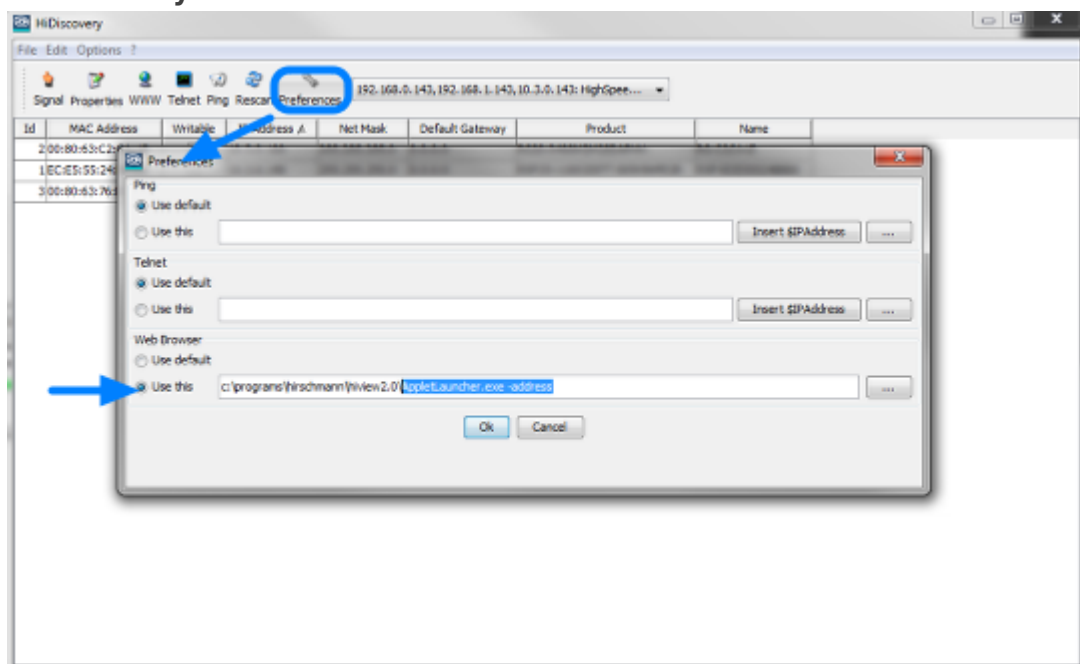 HiDiscovery
File Edit Options ?
Signal Properties WWW Telnet Ping Rescan Preferences 192.168.0.143, 192.168.1.143, 10.3.0.143: HighSpee...
Id MAC Address Writable Address Net Mask Default Gateway Product Name
2 00:80:63:C2:
1 EC:E5:55:24:
3 00:80:63:76:
Preferences
Ping
Use default
Use this Insert $IPAddress ...
Telnet
Use default
Use this Insert $IPAddress ...
Web Browser
Use default
Use this c:\programs\hirschmann\hiview2.0\AppletLauncher.exe -address ...
Ok Cancel